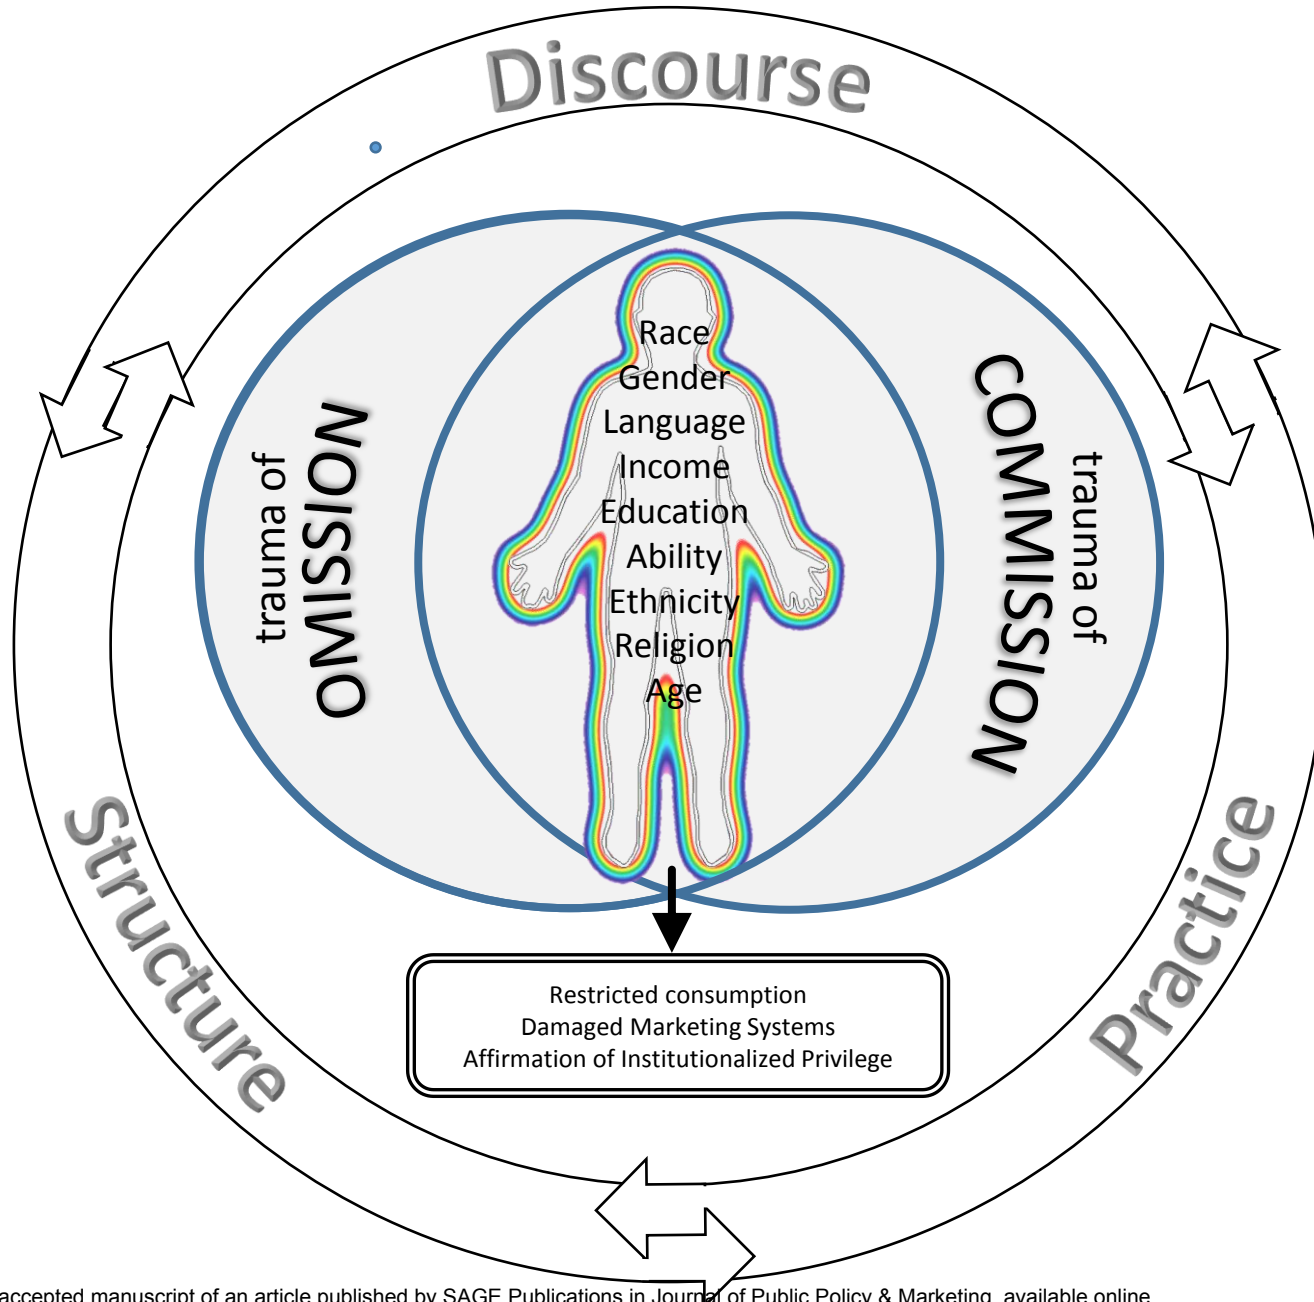 Discourse
trauma of
OMISSION
Race
Gender
Language
Income
Education
Ability
Ethnicity
Religion
Age
trauma of
COMMISSION
Structure
Practice
Restricted consumption
Damaged Marketing Systems
Affirmation of Institutionalized Privilege
accepted manuscript of an article published by SAGE Publications in Journal of Public Policy & Marketing, available online